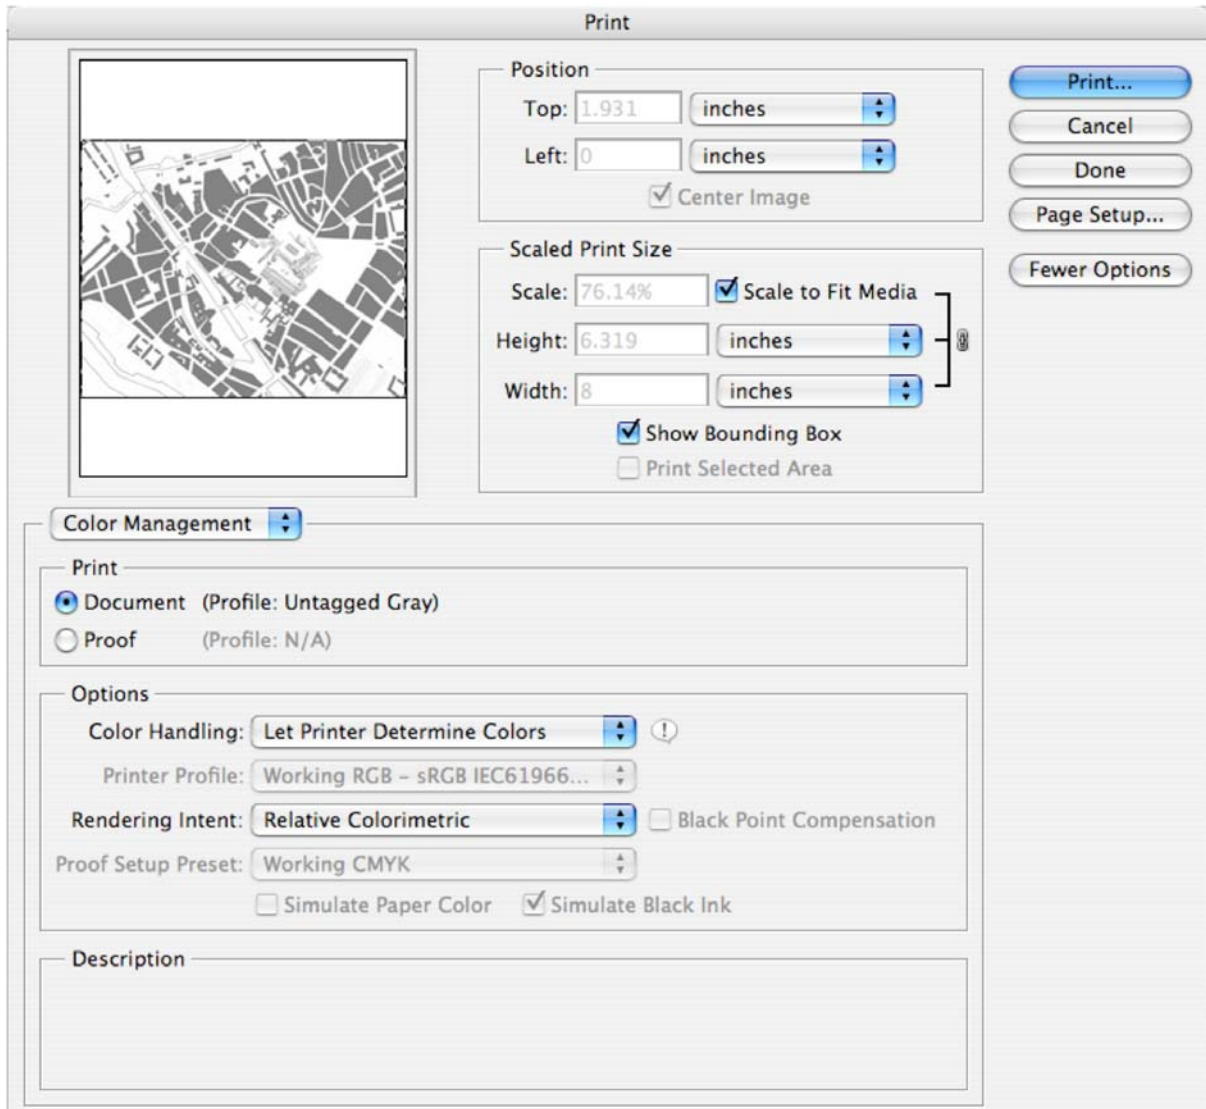 Print
Position
Top: 1.931 inches
Left: 0 inches
Center Image
Print...
Cancel
Done
Page Setup...
Fewer Options
Scaled Print Size
Scale: 76.14% Scale to Fit Media
Height: 6.319 inches
Width: 8 inches
Show Bounding Box
Print Selected Area
Color Management
Print
Document (Profile: Untagged Gray)
Proof (Profile: N/A)
Options
Color Handling: Let Printer Determine Colors
Printer Profile: Working RGB – sRGB IEC61966...
Rendering Intent: Relative Colorimetric Black Point Compensation
Proof Setup Preset: Working CMYK
Simulate Paper Color Simulate Black Ink
Description